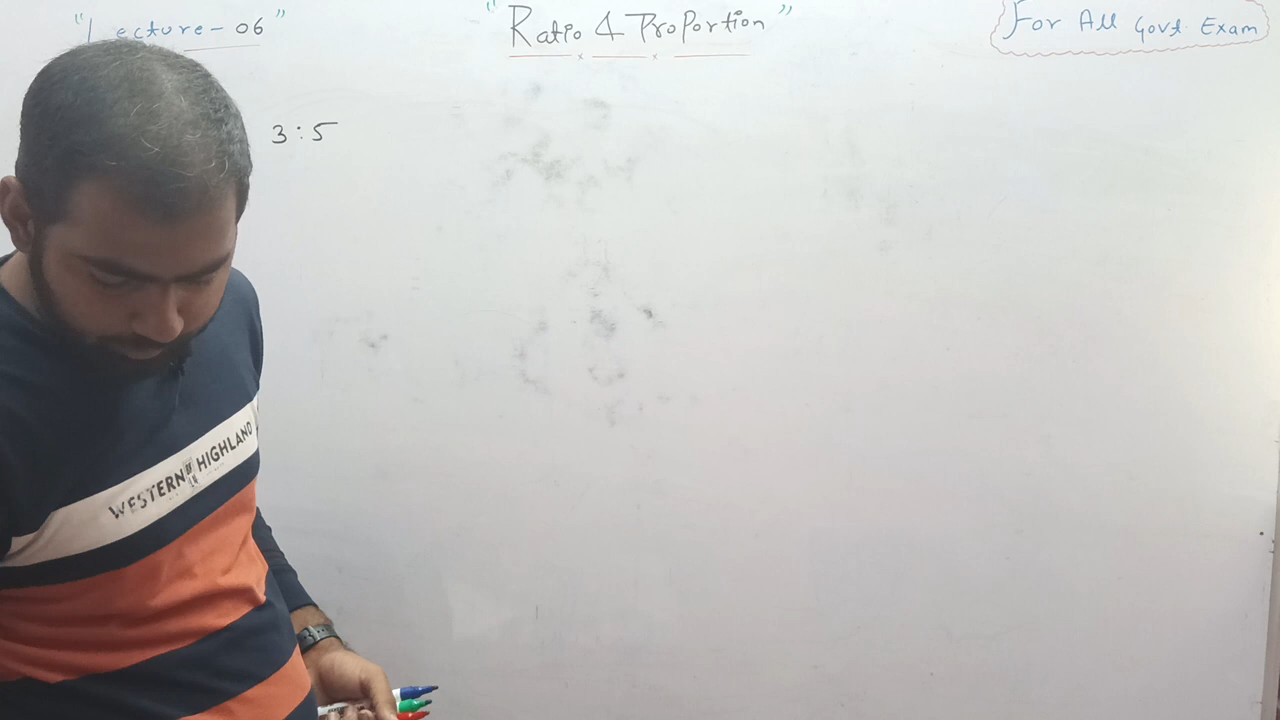 "Lecture- 06"
"Ratio & Proportion"
For All Govt. Exam
3:5
WESTERN HIGHLAND